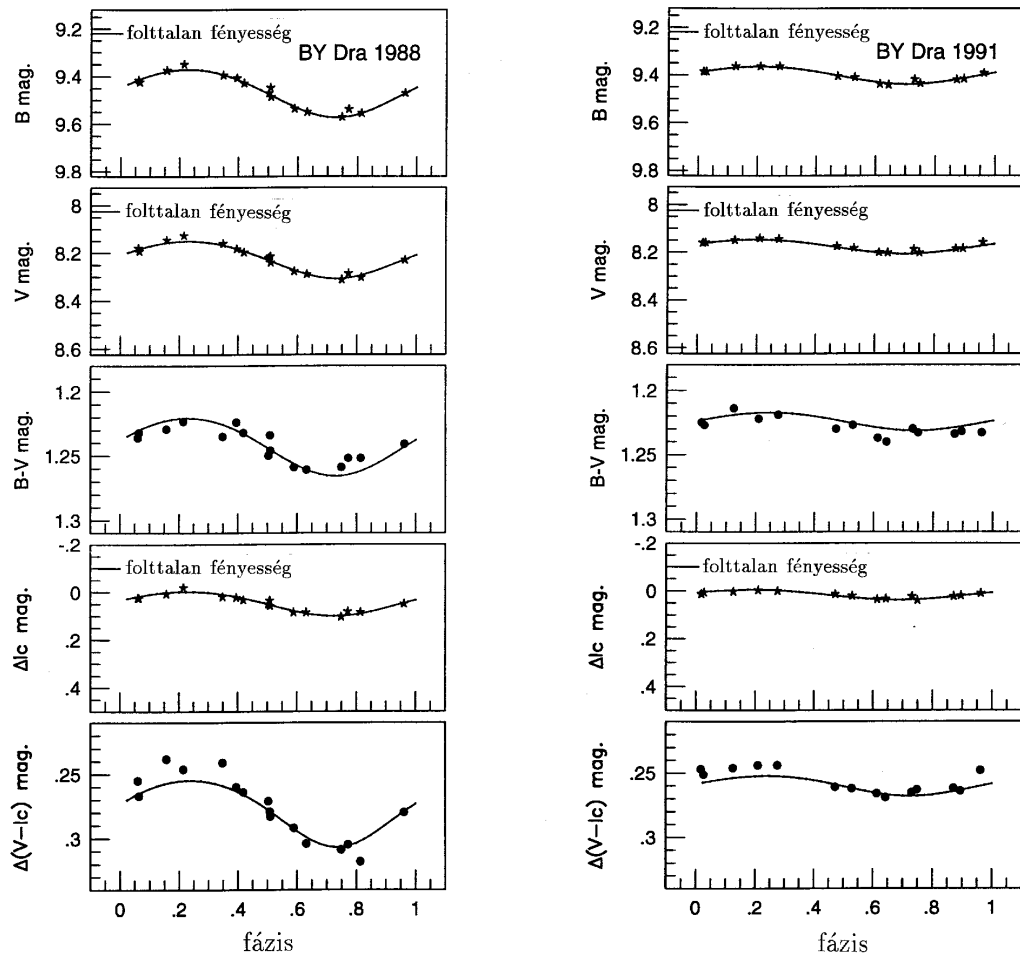 BY Dra 1988
folttalan fényesség
B mag.
9.2
9.4
9.6
9.8
folttalan fényesség
V mag.
8
8.2
8.4
8.6
B-V mag.
1.2
1.25
1.3
folttalan fényesség
ΔIc mag.
-.2
0
.2
.4
Δ(V-Ic) mag.
.25
.3
0 .2 .4 .6 .8 1
fázis
BY Dra 1991
folttalan fényesség
B mag.
9.2
9.4
9.6
9.8
folttalan fényesség
V mag.
8
8.2
8.4
8.6
B-V mag.
1.2
1.25
1.3
folttalan fényesség
ΔIc mag.
-.2
0
.2
.4
Δ(V-Ic) mag.
.25
.3
0 .2 .4 .6 .8 1
fázis